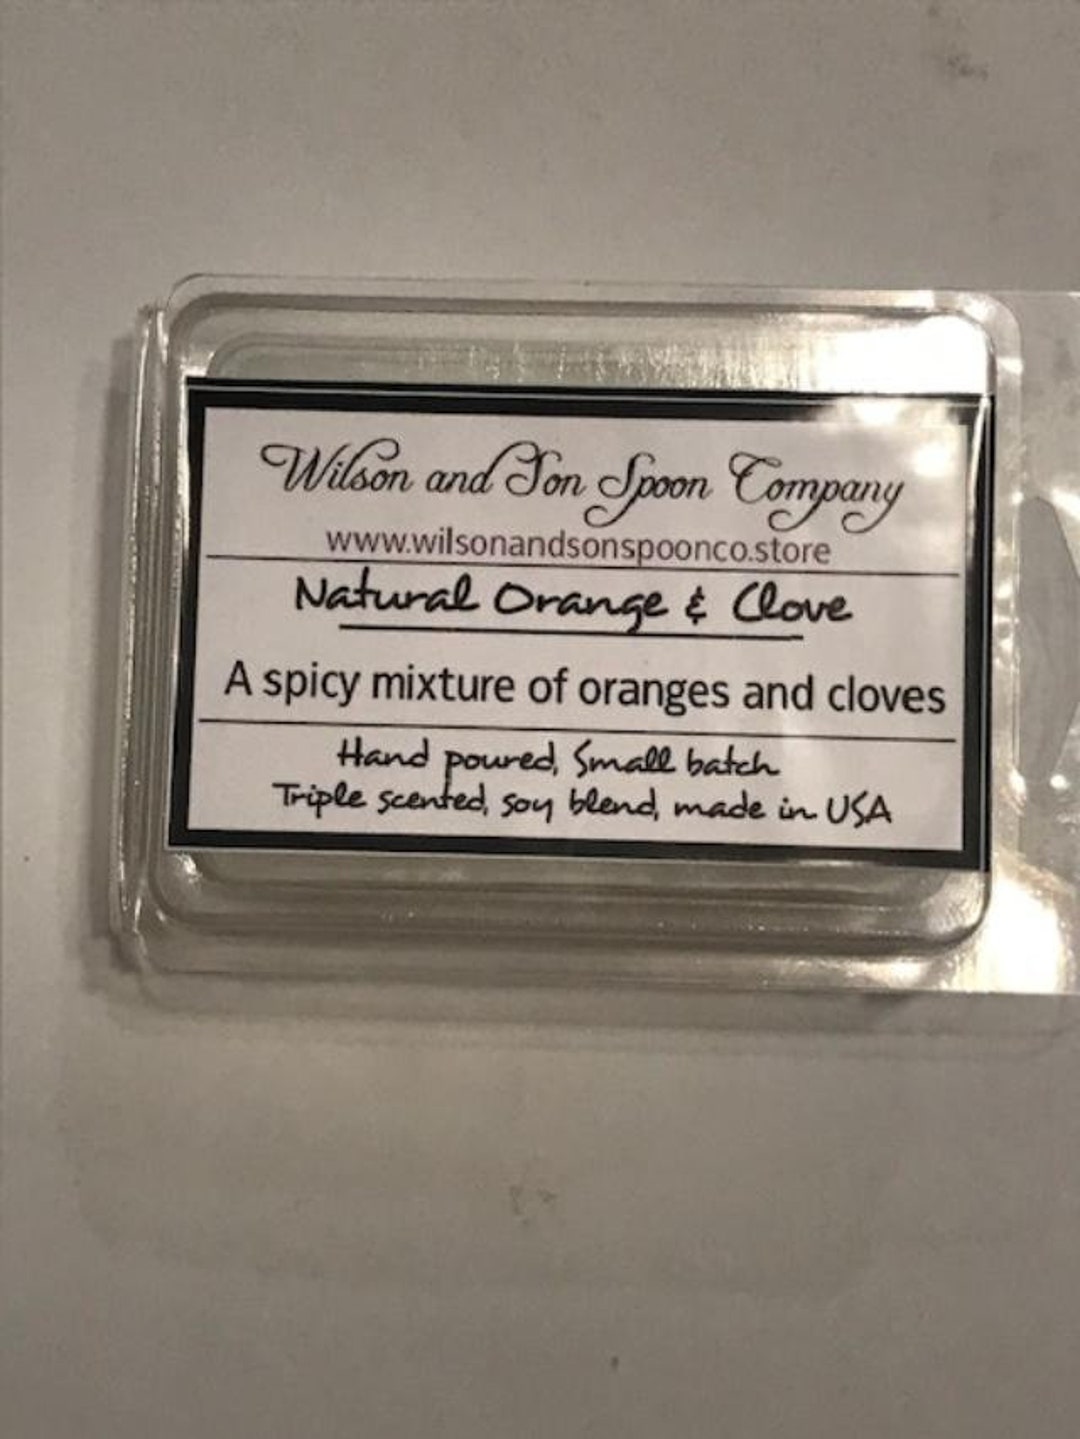 Wilson and Son Spoon Company
www.wilsonandsonspoonco.store
Natural Orange & Clove
A spicy mixture of oranges and cloves
Hand poured, Small batch
Triple scented, soy blend, made in USA